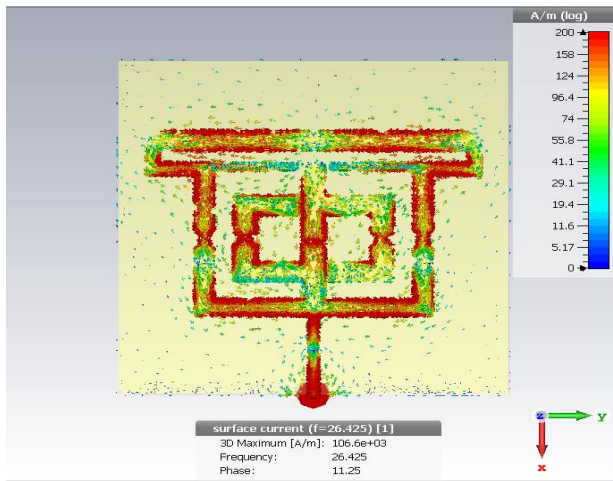 A/m (log)
200
158
124
96.4
74
55.8
41.1
29.1
19.4
11.6
5.17
0
surface current (f=26.425) [1]
3D Maximum [A/m]: 106.6e+03
Frequency: 26.425
Phase: 11.25
z
y
x